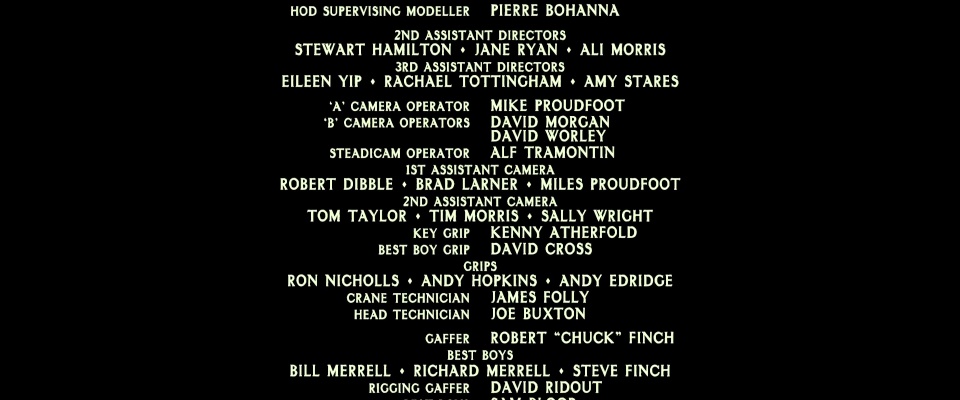 HOD SUPERVISING MODELLER PIERRE BOHANNA
2ND ASSISTANT DIRECTORS
STEWART HAMILTON • JANE RYAN • ALI MORRIS
3RD ASSISTANT DIRECTORS
EILEEN YIP • RACHAEL TOTTINGHAM • AMY STARES
'A' CAMERA OPERATOR MIKE PROUDFOOT
'B' CAMERA OPERATORS DAVID MORGAN
DAVID WORLEY
STEADICAM OPERATOR ALF TRAMONTIN
1ST ASSISTANT CAMERA
ROBERT DIBBLE • BRAD LARNER • MILES PROUDFOOT
2ND ASSISTANT CAMERA
TOM TAYLOR • TIM MORRIS • SALLY WRIGHT
KEY GRIP KENNY ATHERFOLD
BEST BOY GRIP DAVID CROSS
GRIPS
RON NICHOLLS • ANDY HOPKINS • ANDY EDRIDGE
CRANE TECHNICIAN JAMES FOLLY
HEAD TECHNICIAN JOE BUXTON
GAFFER ROBERT "CHUCK" FINCH
BEST BOYS
BILL MERRELL • RICHARD MERRELL • STEVE FINCH
RIGGING GAFFER DAVID RIDOUT